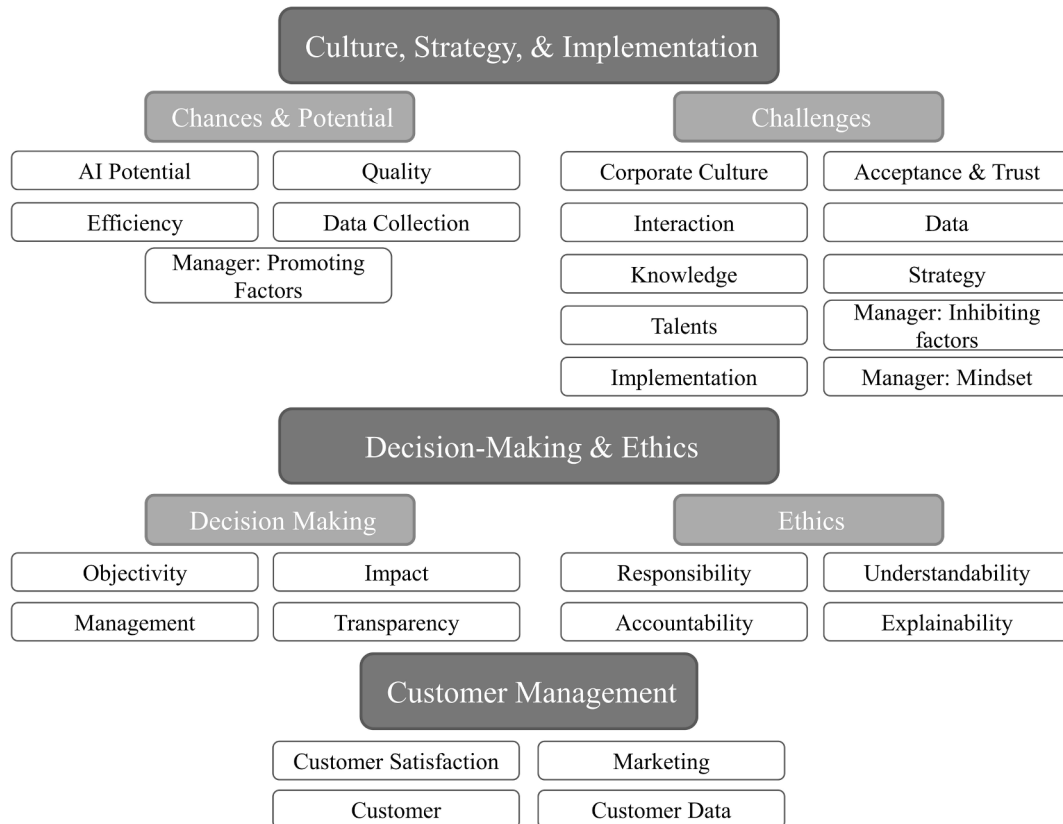 Culture, Strategy, & Implementation
Chances & Potential
AI Potential
Quality
Efficiency
Data Collection
Manager: Promoting
Factors
Challenges
Corporate Culture
Acceptance & Trust
Interaction
Data
Knowledge
Strategy
Talents
Manager: Inhibiting
factors
Implementation
Manager: Mindset
Decision-Making & Ethics
Decision Making
Objectivity
Impact
Management
Transparency
Ethics
Responsibility
Understandability
Accountability
Explainability
Customer Management
Customer Satisfaction
Marketing
Customer
Customer Data